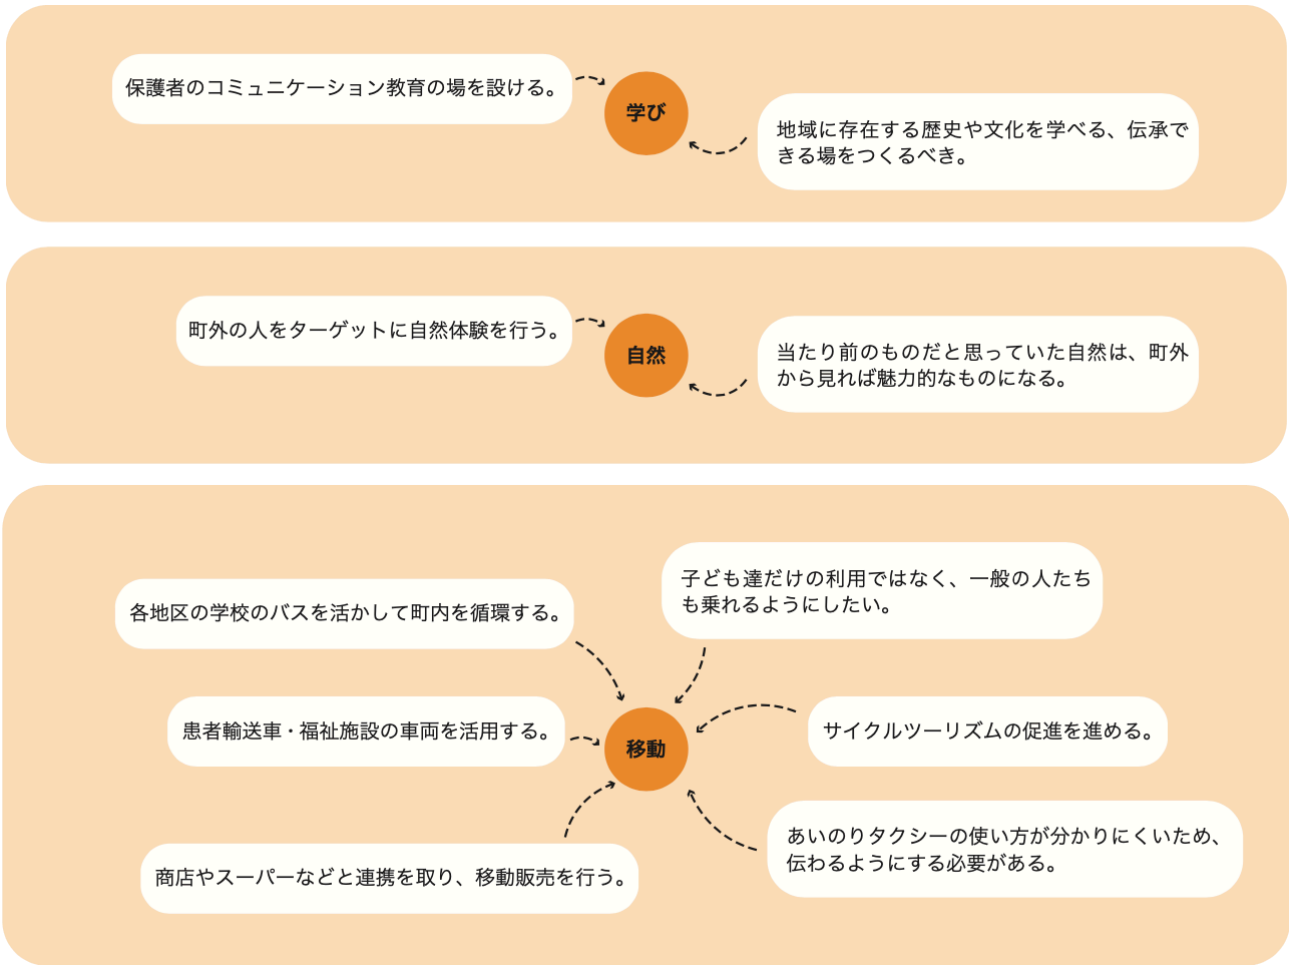 保護者のコミュニケーション教育の場を設ける。
学び
地域に存在する歴史や文化を学べる、伝承で
きる場をつくるべき。
町外の人をターゲットに自然体験を行う。
自然
当たり前のものだと思っていた自然は、町外
から見れば魅力的なものになる。
子ども達だけの利用ではなく、一般の人たち
も乗れるようにしたい。
各地区の学校のバスを活かして町内を循環する。
患者輸送車・福祉施設の車両を活用する。
移動
サイクルツーリズムの促進を進める。
あいのりタクシーの使い方が分かりにくいため、
伝わるようにする必要がある。
商店やスーパーなどと連携を取り、移動販売を行う。